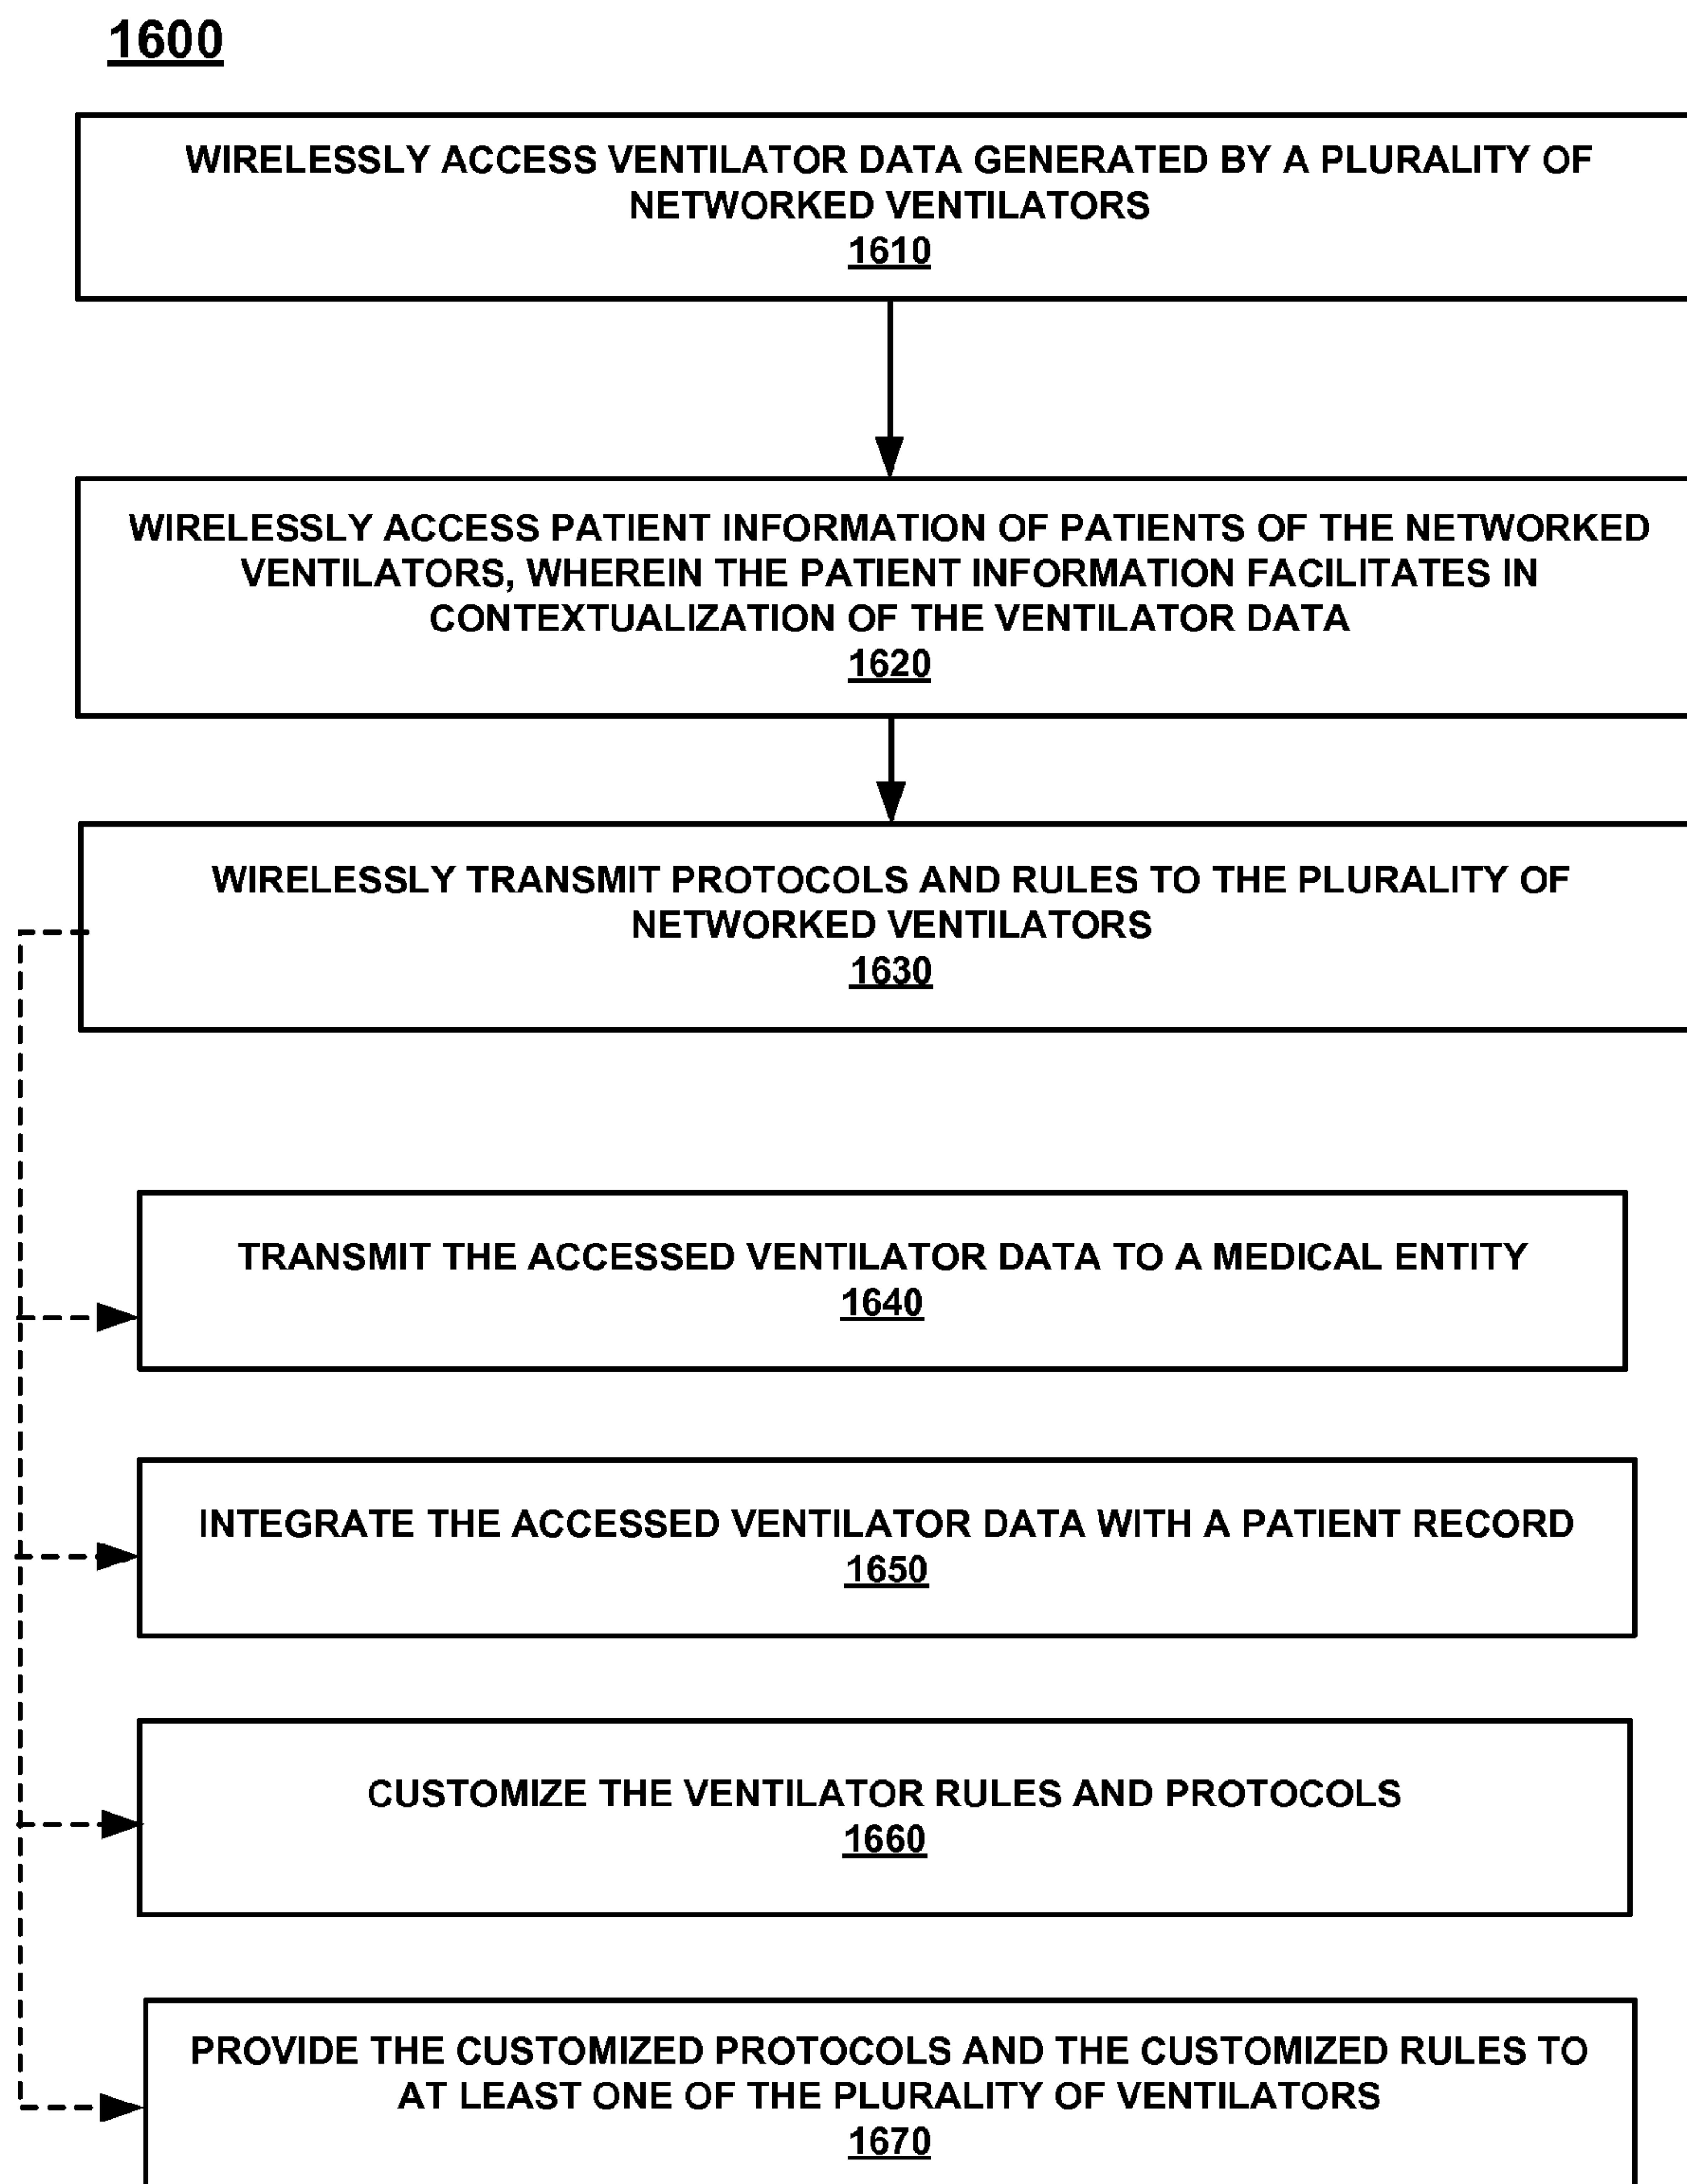 1600
WIRELESSLY ACCESS VENTILATOR DATA GENERATED BY A PLURALITY OF
NETWORKED VENTILATORS
1610
WIRELESSLY ACCESS PATIENT INFORMATION OF PATIENTS OF THE NETWORKED
VENTILATORS, WHEREIN THE PATIENT INFORMATION FACILITATES IN
CONTEXTUALIZATION OF THE VENTILATOR DATA
1620
WIRELESSLY TRANSMIT PROTOCOLS AND RULES TO THE PLURALITY OF
NETWORKED VENTILATORS
1630
TRANSMIT THE ACCESSED VENTILATOR DATA TO A MEDICAL ENTITY
1640
INTEGRATE THE ACCESSED VENTILATOR DATA WITH A PATIENT RECORD
1650
CUSTOMIZE THE VENTILATOR RULES AND PROTOCOLS
1660
PROVIDE THE CUSTOMIZED PROTOCOLS AND THE CUSTOMIZED RULES TO
AT LEAST ONE OF THE PLURALITY OF VENTILATORS
1670